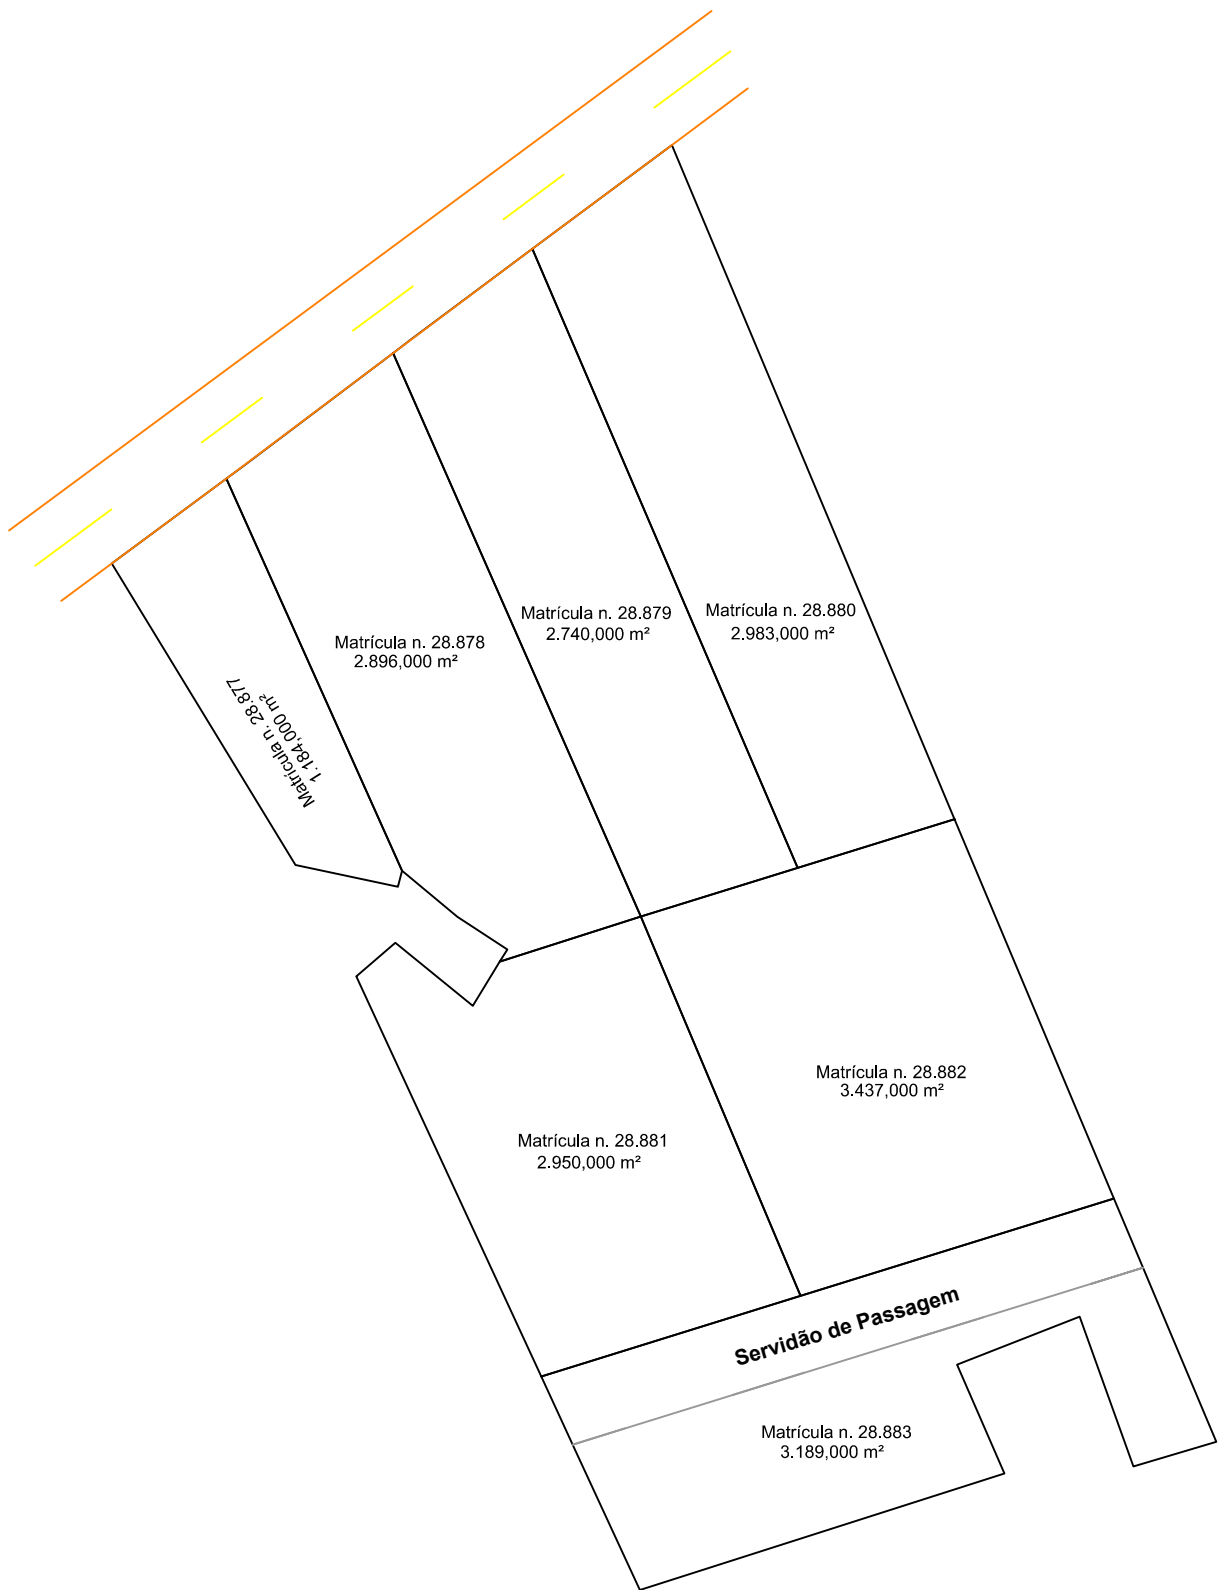 Matrícula n. 28.879
2.740,000 m²
Matrícula n. 28.880
2.983,000 m²
Matrícula n. 28.878
2.896,000 m²
Matrícula n. 28.877
1.184,000 m²
Matrícula n. 28.882
3.437,000 m²
Matrícula n. 28.881
2.950,000 m²
Servidão de Passagem
Matrícula n. 28.883
3.189,000 m²